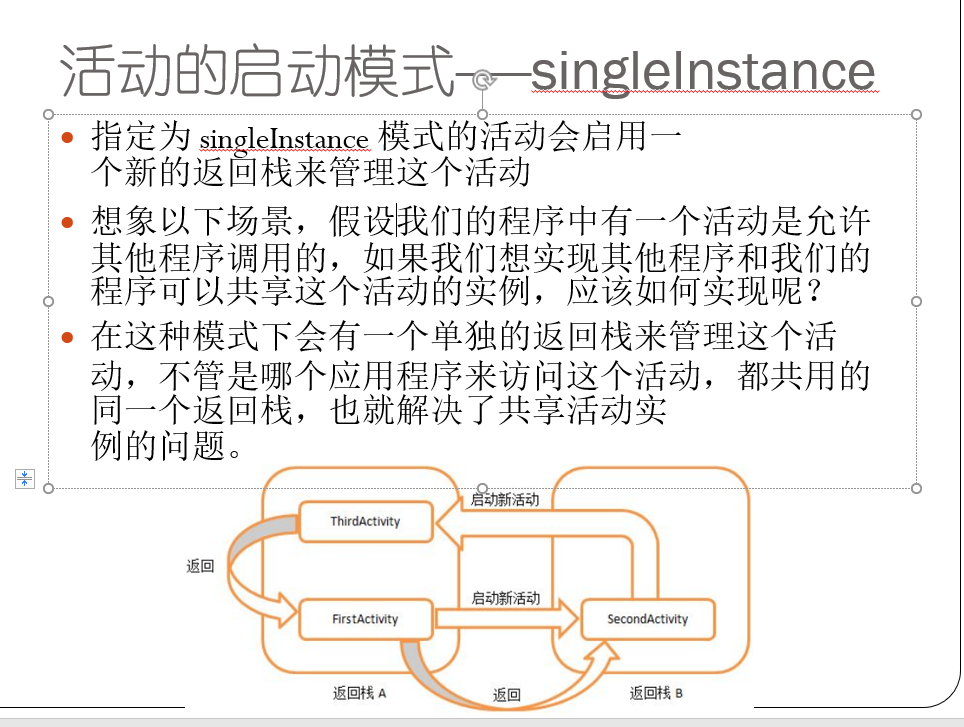 活动的启动模式——singleInstance
指定为 singleInstance 模式的活动会启用一
个新的返回栈来管理这个活动
想象以下场景，假设我们的程序中有一个活动是允许
其他程序调用的，如果我们想实现其他程序和我们的
程序可以共享这个活动的实例，应该如何实现呢？
在这种模式下会有一个单独的返回栈来管理这个活
动，不管是哪个应用程序来访问这个活动，都共用的
同一个返回栈，也就解决了共享活动实
例的问题。
启动新活动
ThirdActivity
返回
启动新活动
FirstActivity
SecondActivity
返回栈 A
返回
返回栈 B